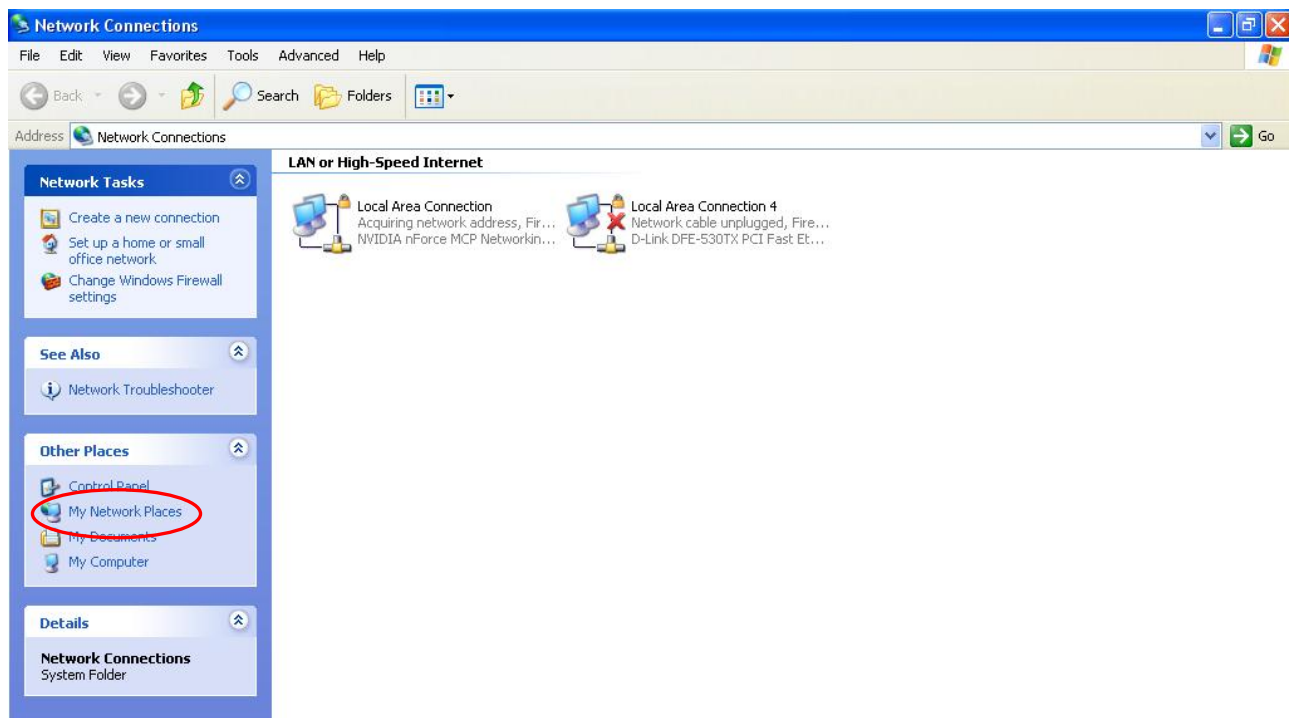 Network Connections
File Edit View Favorites Tools Advanced Help
Back Search Folders
Address Network Connections Go
Network Tasks
Create a new connection
Set up a home or small
office network
Change Windows Firewall
settings
See Also
Network Troubleshooter
Other Places
Control Panel
My Network Places
My Documents
My Computer
Details
Network Connections
System Folder
LAN or High-Speed Internet
Local Area Connection
Acquiring network address, Fir...
NVIDIA nForce MCP Networkin...
Local Area Connection 4
Network cable unplugged, Fire...
D-Link DFE-530TX PCI Fast Et...